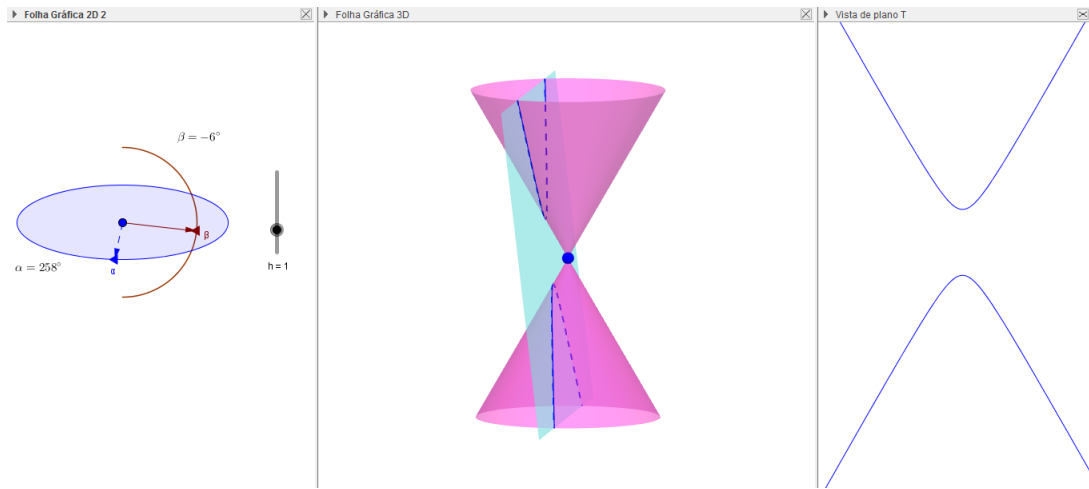 Folha Gráfica 2D 2
β = −6°
β
α
α = 258°
h = 1
Folha Gráfica 3D
Vista de plano T